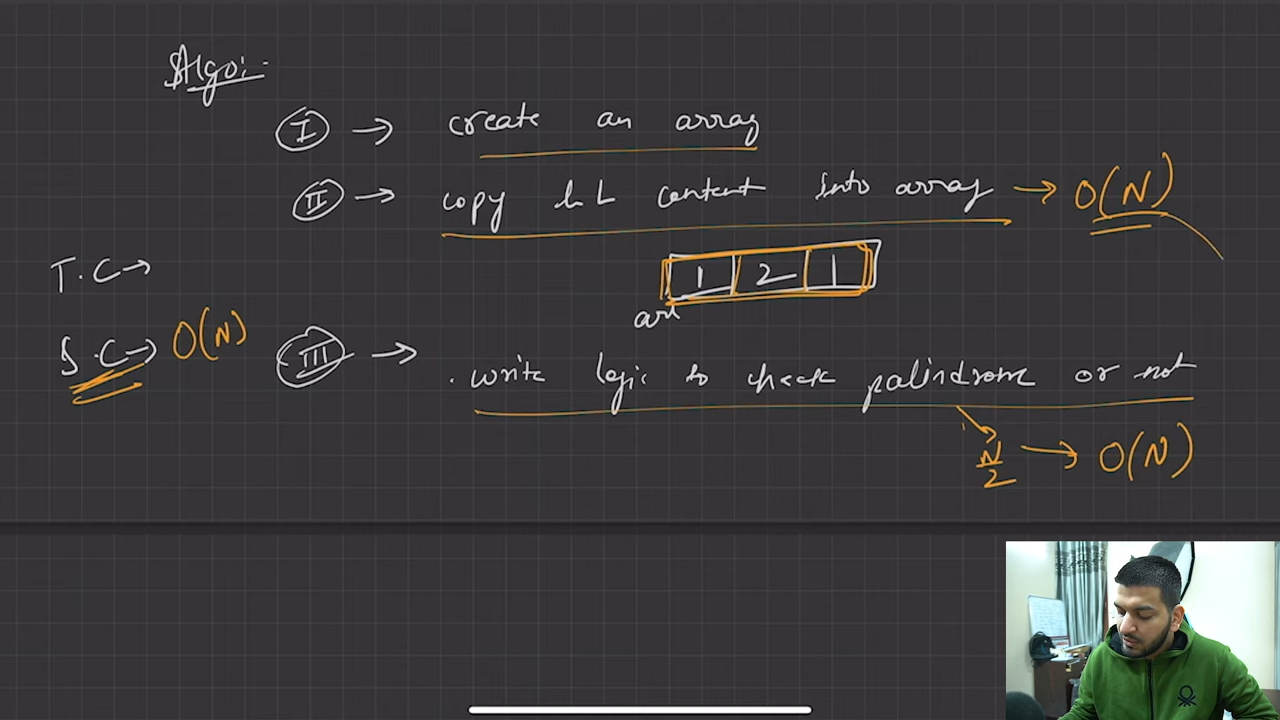 Algo:-
I → create an array
II → copy LL content into array → O(N)
1 2 1
arr
T.C →
S.C → O(N)
III → . write logic to check palindrome or not
N/2 → O(N)